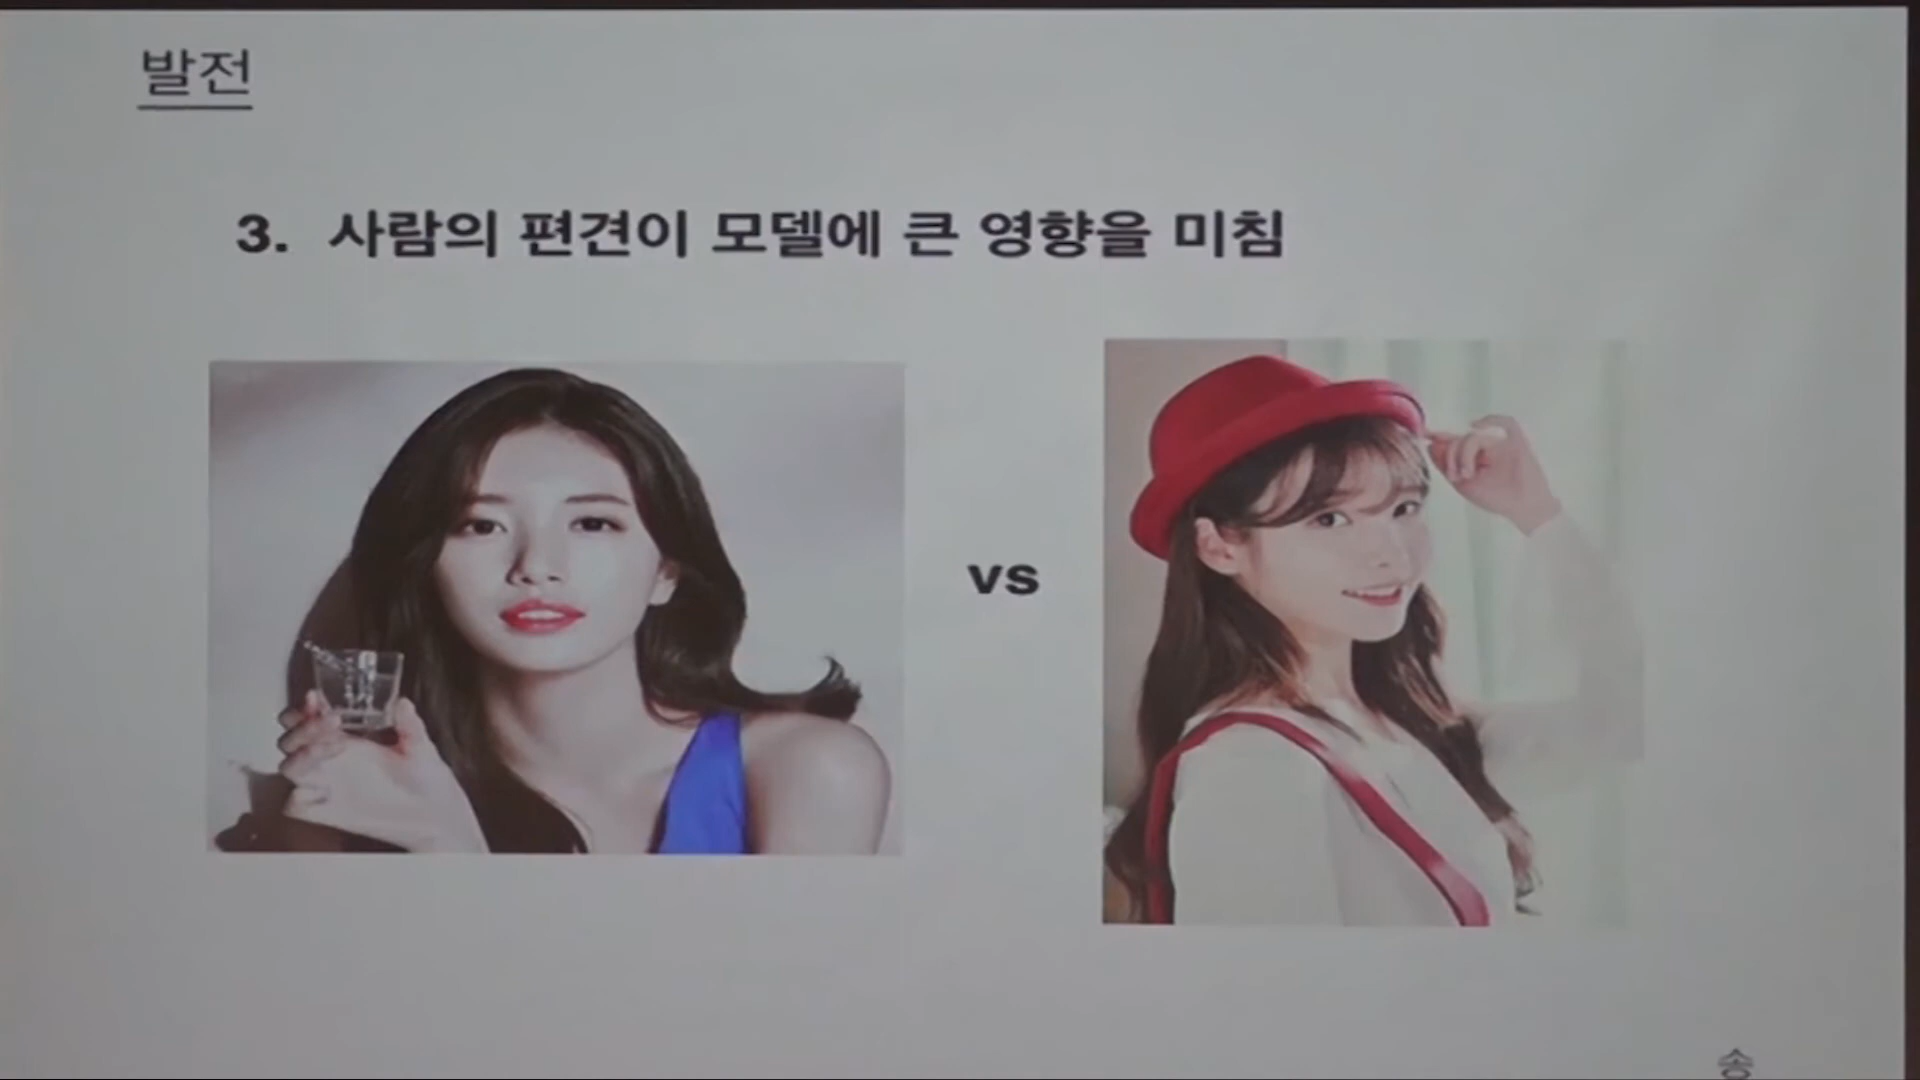 발전
3. 사람의 편견이 모델에 큰 영향을 미침
vs
송